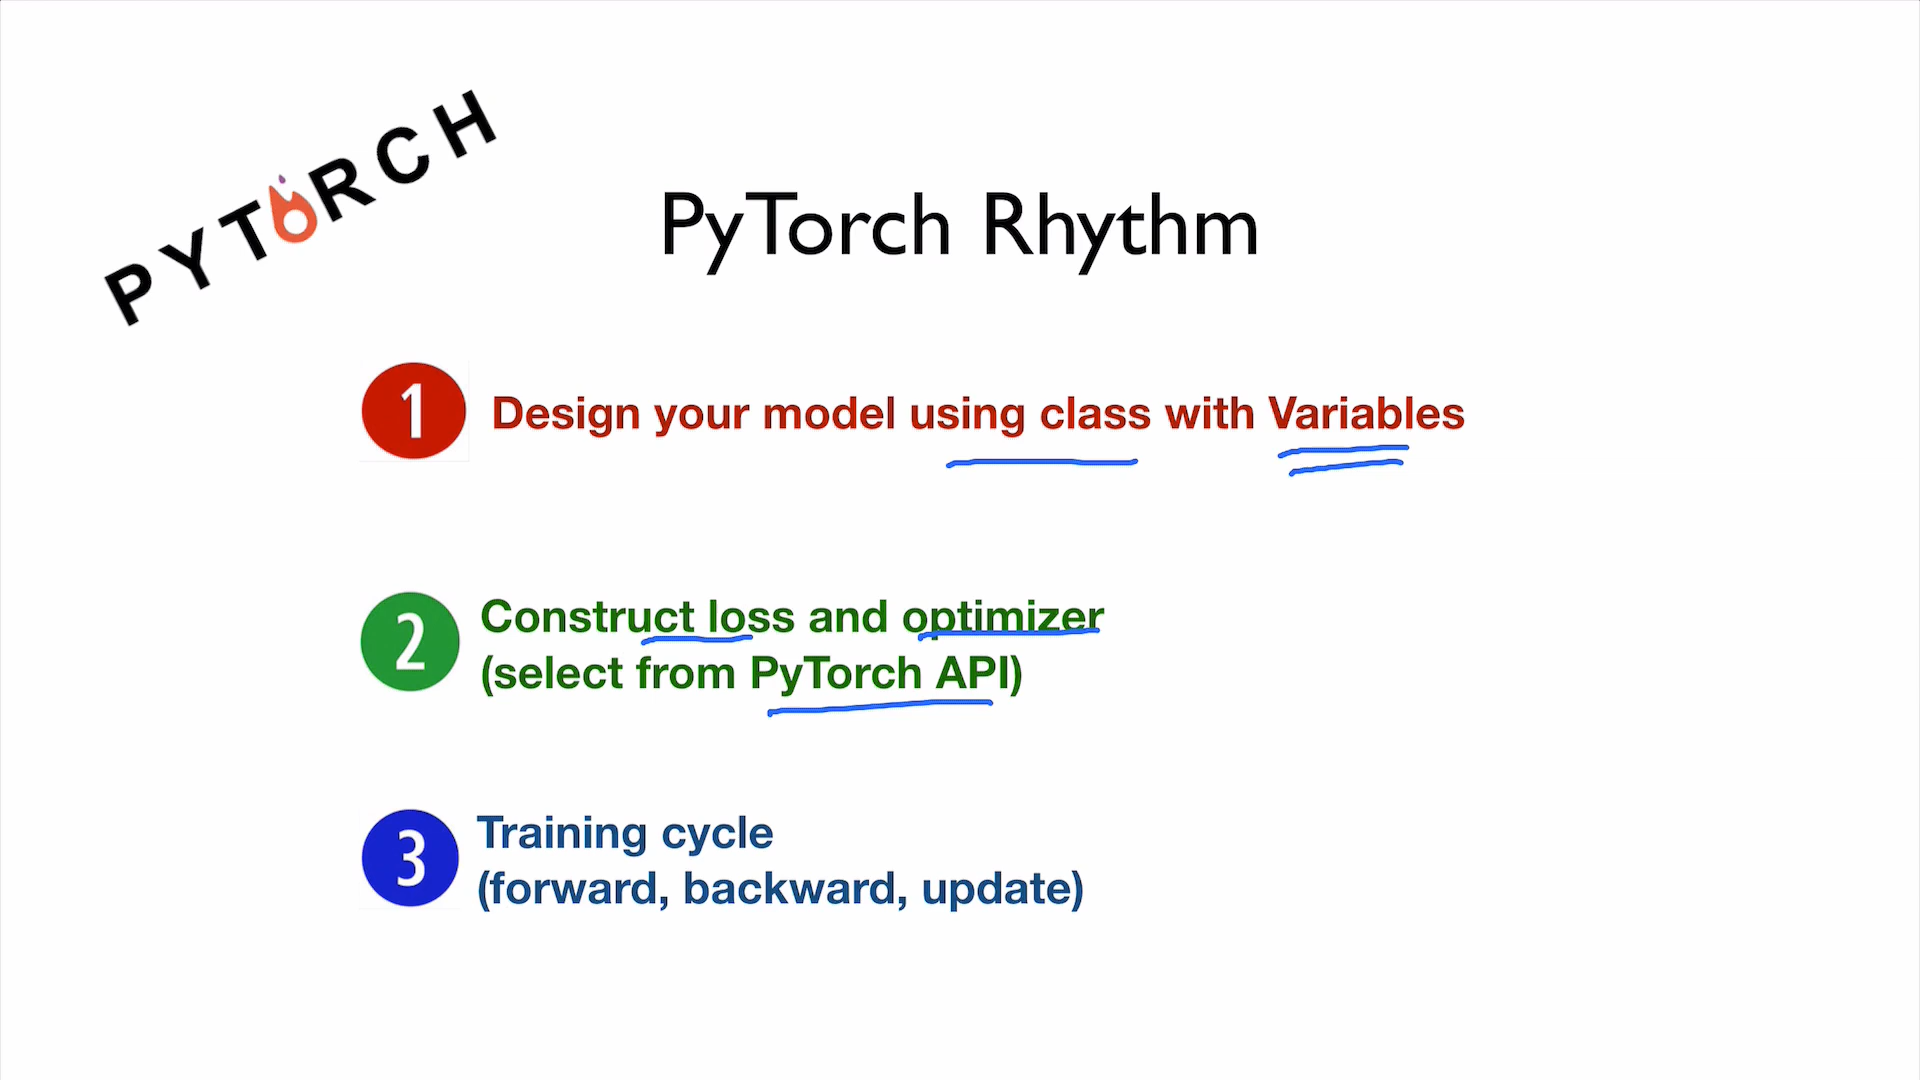 PYTORCH
PyTorch Rhythm
1 Design your model using class with Variables
2 Construct loss and optimizer
(select from PyTorch API)
3 Training cycle
(forward, backward, update)